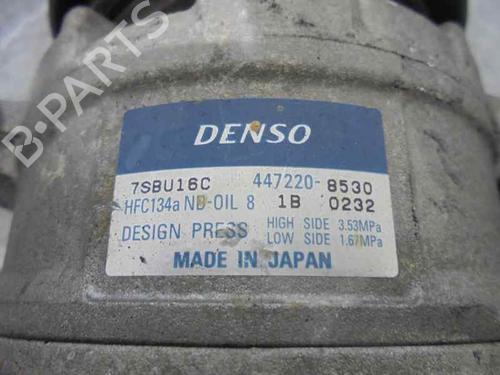 B-PARTS
DENSO
7SBU16C 447220-8530
HFC134a ND-OIL 8 1B 0232
DESIGN PRESS HIGH SIDE 3.53MPa
LOW SIDE 1.67MPa
MADE IN JAPAN